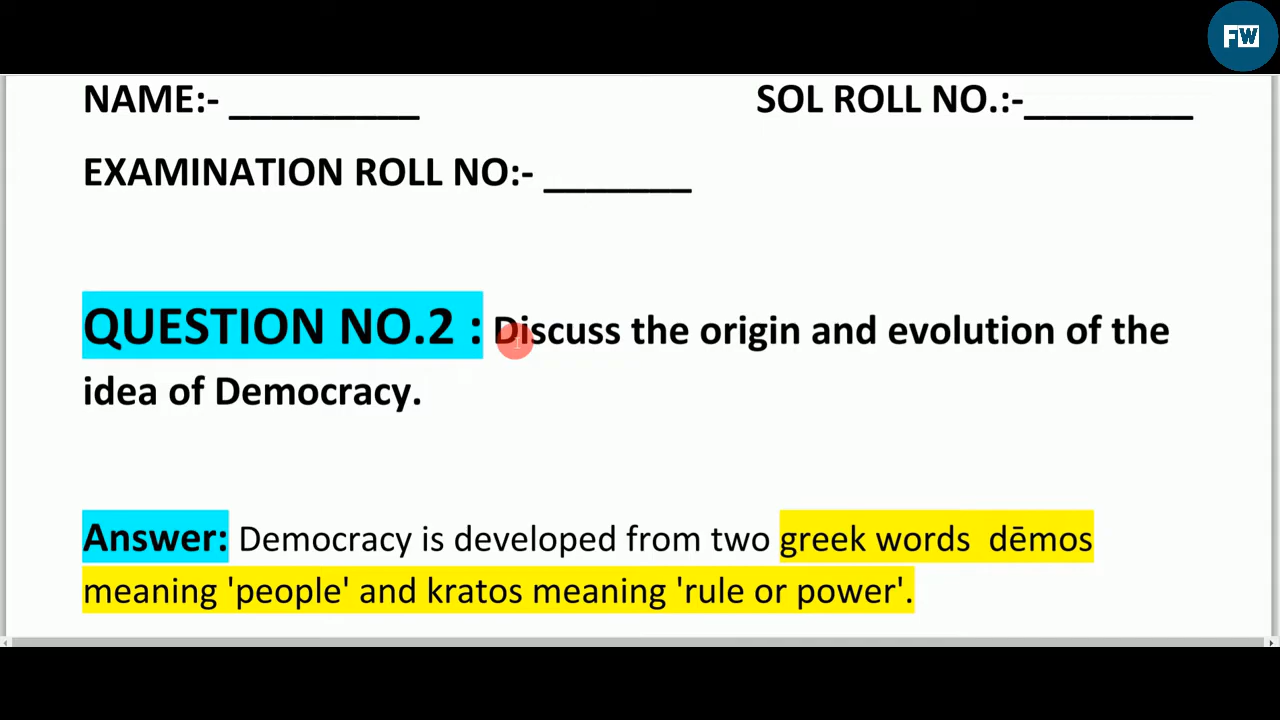 FW
NAME:- _________ SOL ROLL NO.:-________
EXAMINATION ROLL NO:- _______
QUESTION NO.2 : Discuss the origin and evolution of the
idea of Democracy.
Answer: Democracy is developed from two greek words dēmos
meaning 'people' and kratos meaning 'rule or power'.